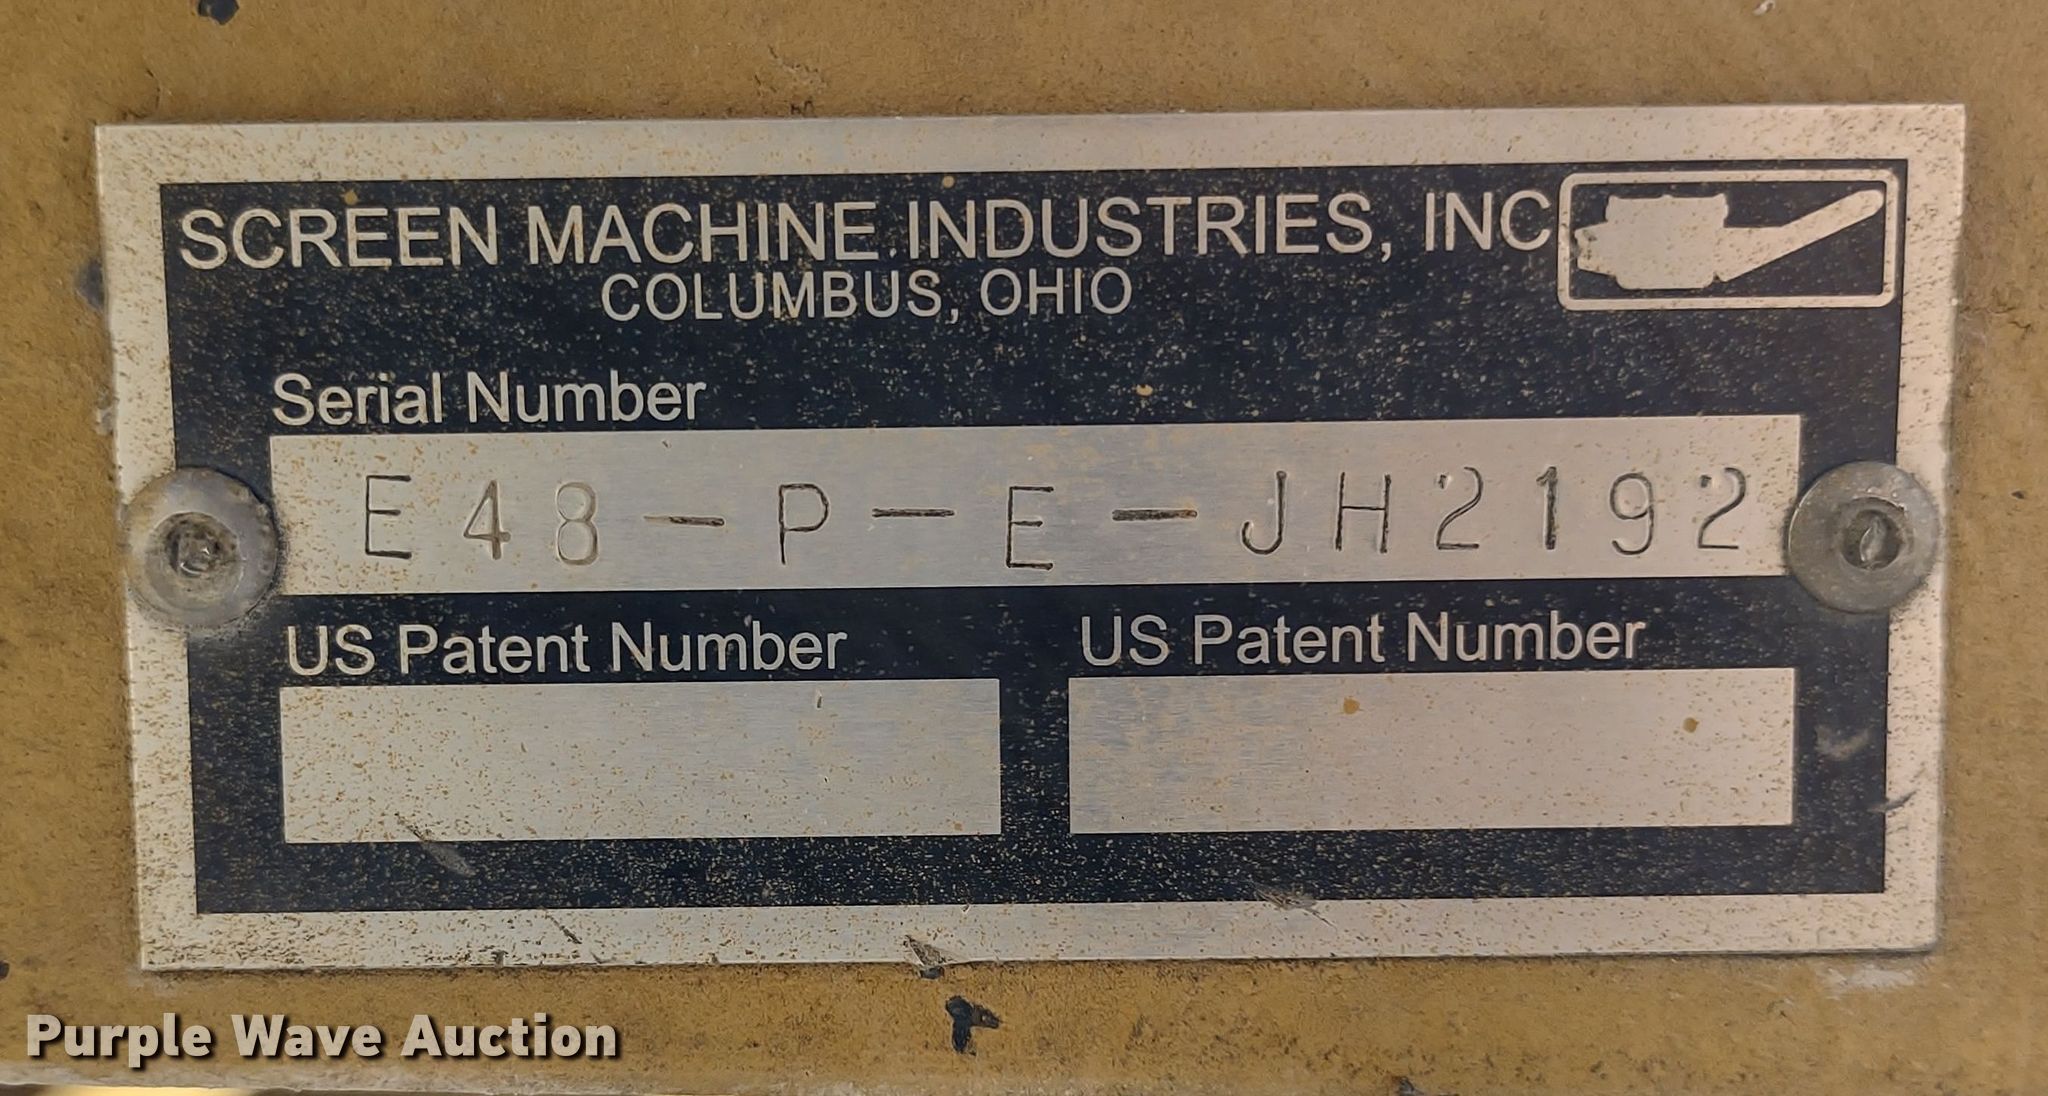 SCREEN MACHINE INDUSTRIES, INC
COLUMBUS, OHIO
Serial Number
E48-P-E-JH2192
US Patent Number US Patent Number
Purple Wave Auction